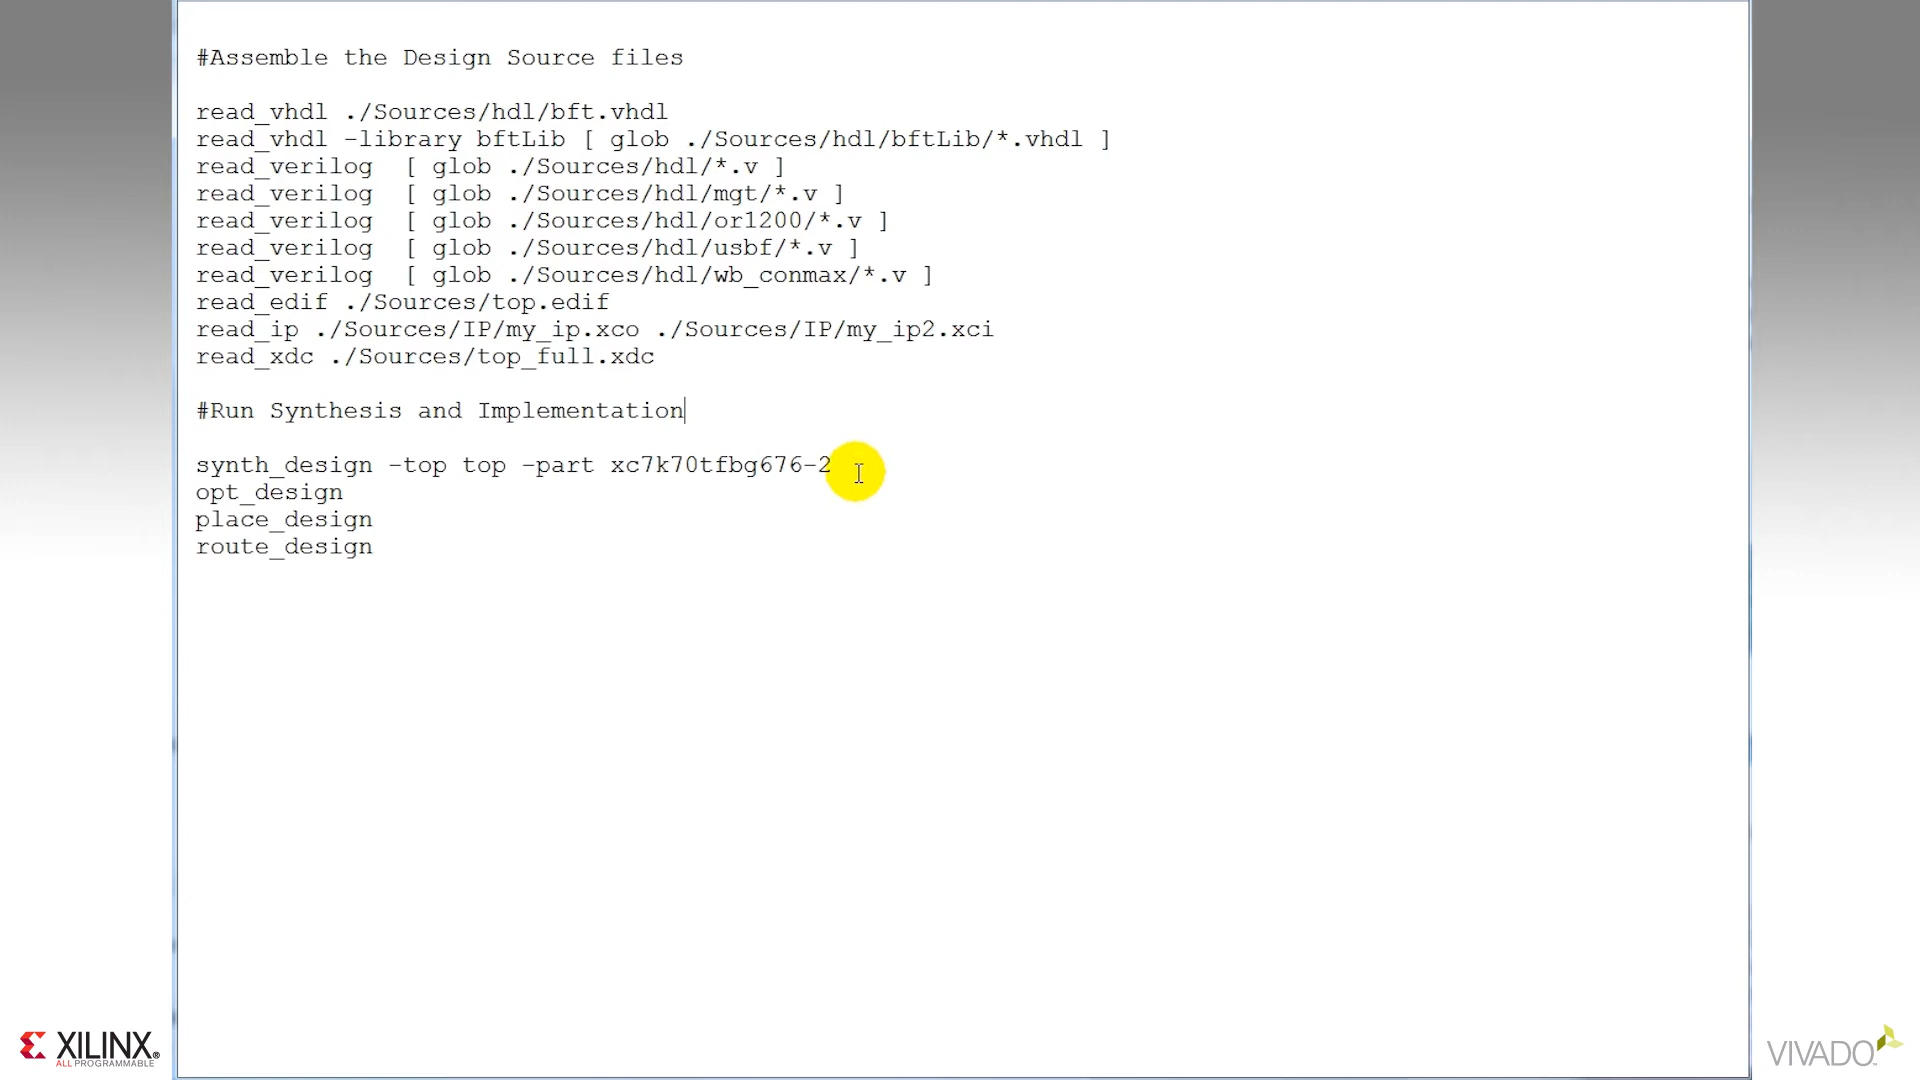 #Assemble the Design Source files
read_vhdl ./Sources/hdl/bft.vhdl
read_vhdl -library bftLib [ glob ./Sources/hdl/bftLib/*.vhdl ]
read_verilog  [ glob ./Sources/hdl/*.v ]
read_verilog  [ glob ./Sources/hdl/mgt/*.v ]
read_verilog  [ glob ./Sources/hdl/or1200/*.v ]
read_verilog  [ glob ./Sources/hdl/usbf/*.v ]
read_verilog  [ glob ./Sources/hdl/wb_conmax/*.v ]
read_edif ./Sources/top.edif
read_ip ./Sources/IP/my_ip.xco ./Sources/IP/my_ip2.xci
read_xdc ./Sources/top_full.xdc
#Run Synthesis and Implementation
synth_design -top top -part xc7k70tfbg676-2
opt_design
place_design
route_design
XILINX®
ALL PROGRAMMABLE
VIVADO™